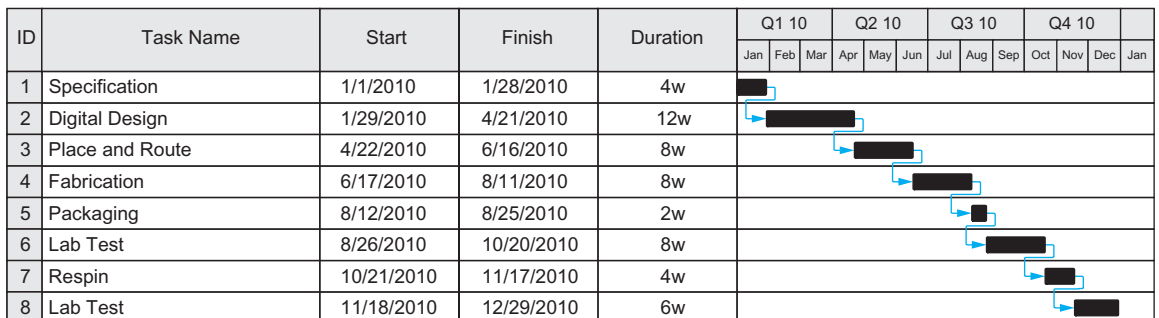 ID Task Name Start Finish Duration Q1 10 Q2 10 Q3 10 Q4 10
Jan Feb Mar Apr May Jun Jul Aug Sep Oct Nov Dec Jan
1 Specification 1/1/2010 1/28/2010 4w
2 Digital Design 1/29/2010 4/21/2010 12w
3 Place and Route 4/22/2010 6/16/2010 8w
4 Fabrication 6/17/2010 8/11/2010 8w
5 Packaging 8/12/2010 8/25/2010 2w
6 Lab Test 8/26/2010 10/20/2010 8w
7 Respin 10/21/2010 11/17/2010 4w
8 Lab Test 11/18/2010 12/29/2010 6w